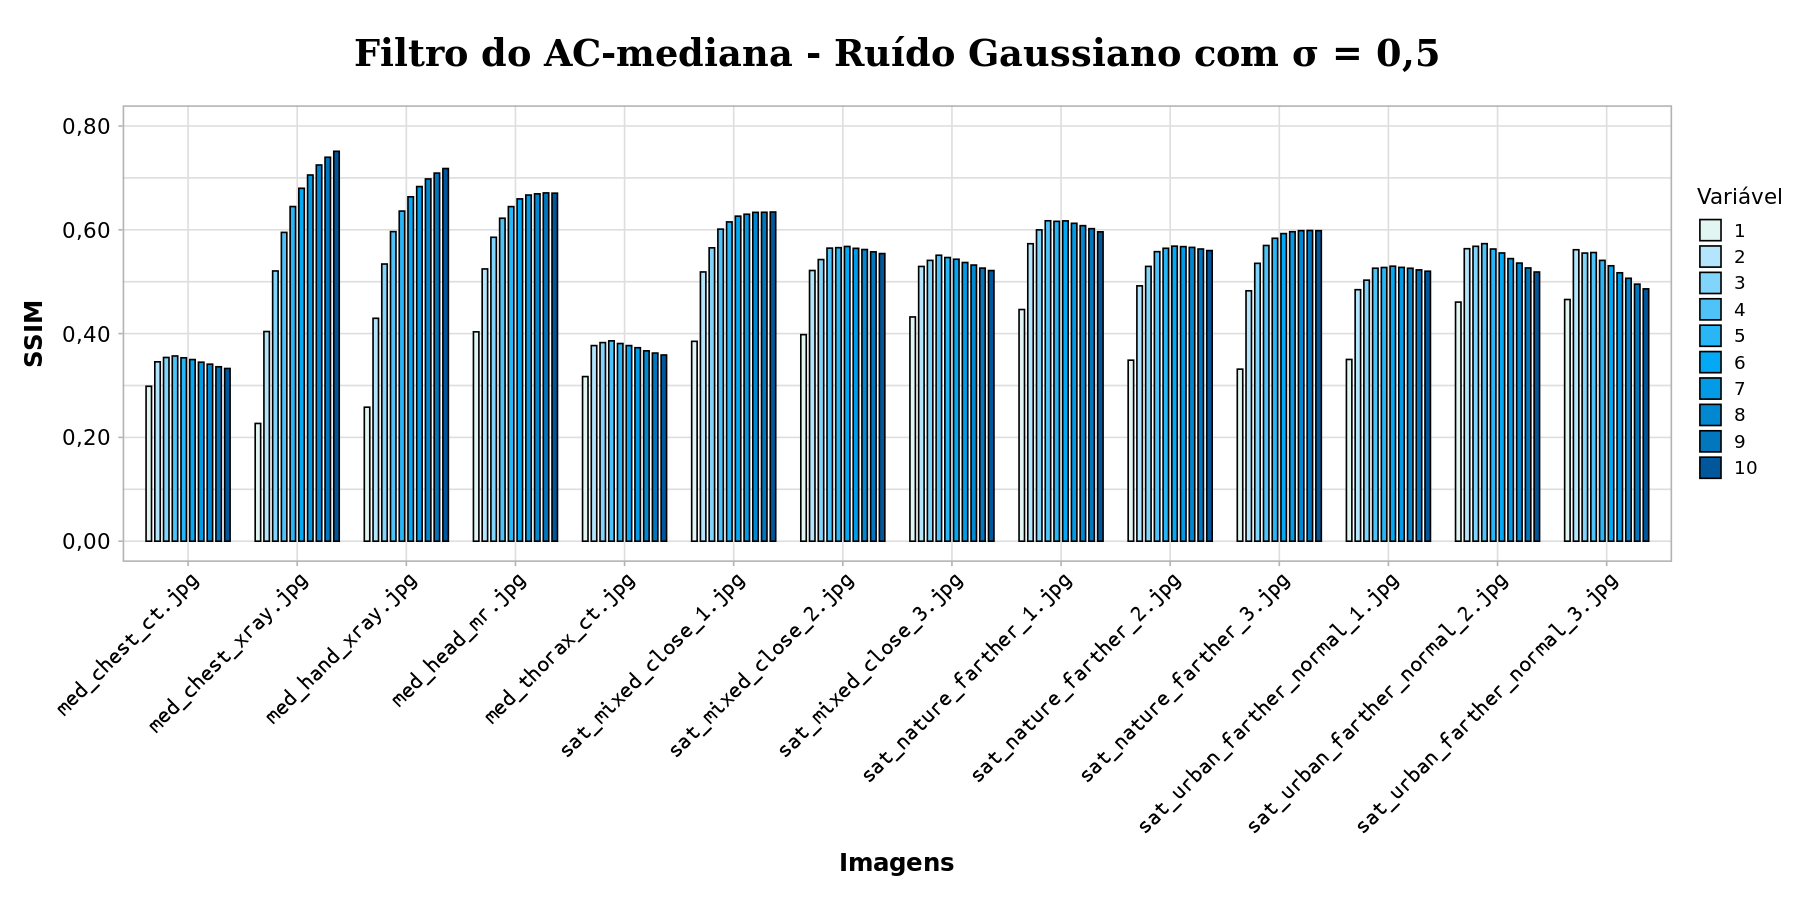 Filtro do AC-mediana - Ruído Gaussiano com σ = 0,5
SSIM
0,80
0,60
0,40
0,20
0,00
med_chest_ct.jpg
med_chest_xray.jpg
med_hand_xray.jpg
med_head_mr.jpg
med_thorax_ct.jpg
sat_mixed_close_1.jpg
sat_mixed_close_2.jpg
sat_mixed_close_3.jpg
sat_nature_farther_1.jpg
sat_nature_farther_2.jpg
sat_nature_farther_3.jpg
sat_urban_farther_normal_1.jpg
sat_urban_farther_normal_2.jpg
sat_urban_farther_normal_3.jpg
Imagens
Variável
1
2
3
4
5
6
7
8
9
10